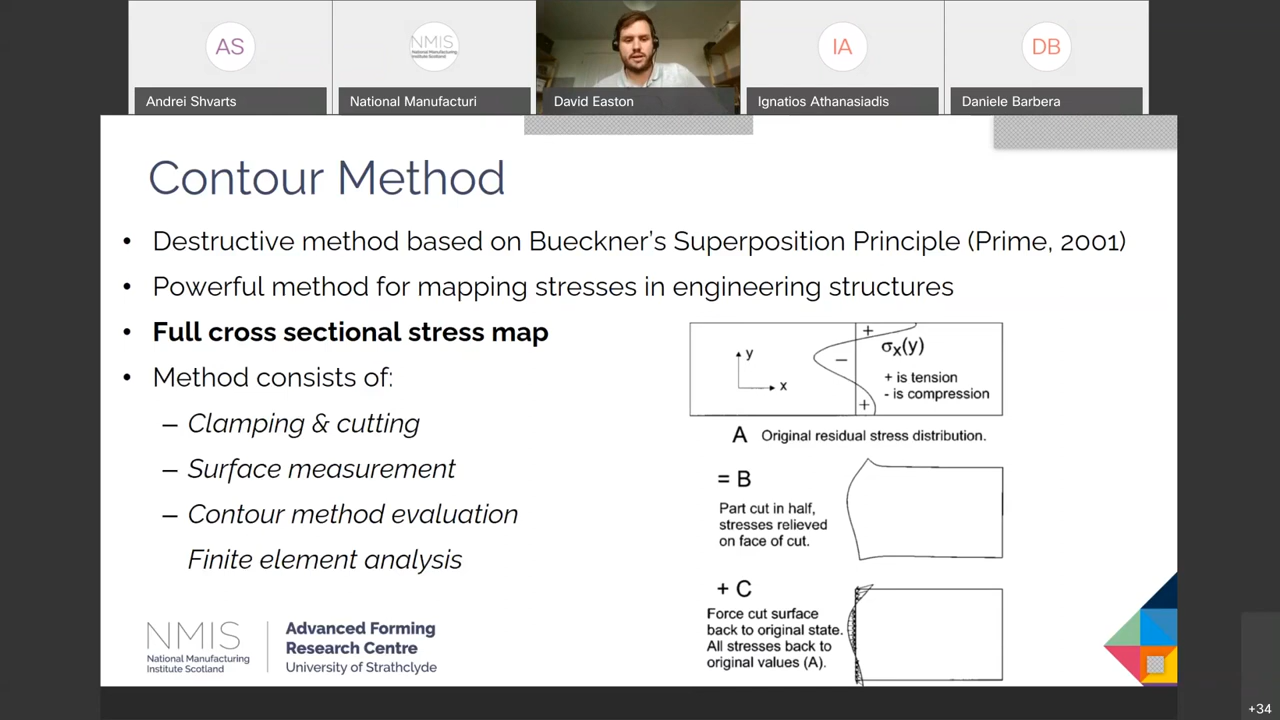 AS
NMIS
National Manufacturing
Institute Scotland
IA
DB
Andrei Shvarts
National Manufacturi
David Easton
Ignatios Athanasiadis
Daniele Barbera
Contour Method
• Destructive method based on Bueckner's Superposition Principle (Prime, 2001)
• Powerful method for mapping stresses in engineering structures
• Full cross sectional stress map
• Method consists of:
– Clamping & cutting
– Surface measurement
– Contour method evaluation
Finite element analysis
y
x
+
−
+
σx(y)
+ is tension
- is compression
A Original residual stress distribution.
= B
Part cut in half,
stresses relieved
on face of cut.
+ C
Force cut surface
back to original state.
All stresses back to
original values (A).
NMIS
National Manufacturing
Institute Scotland
Advanced Forming
Research Centre
University of Strathclyde
+34